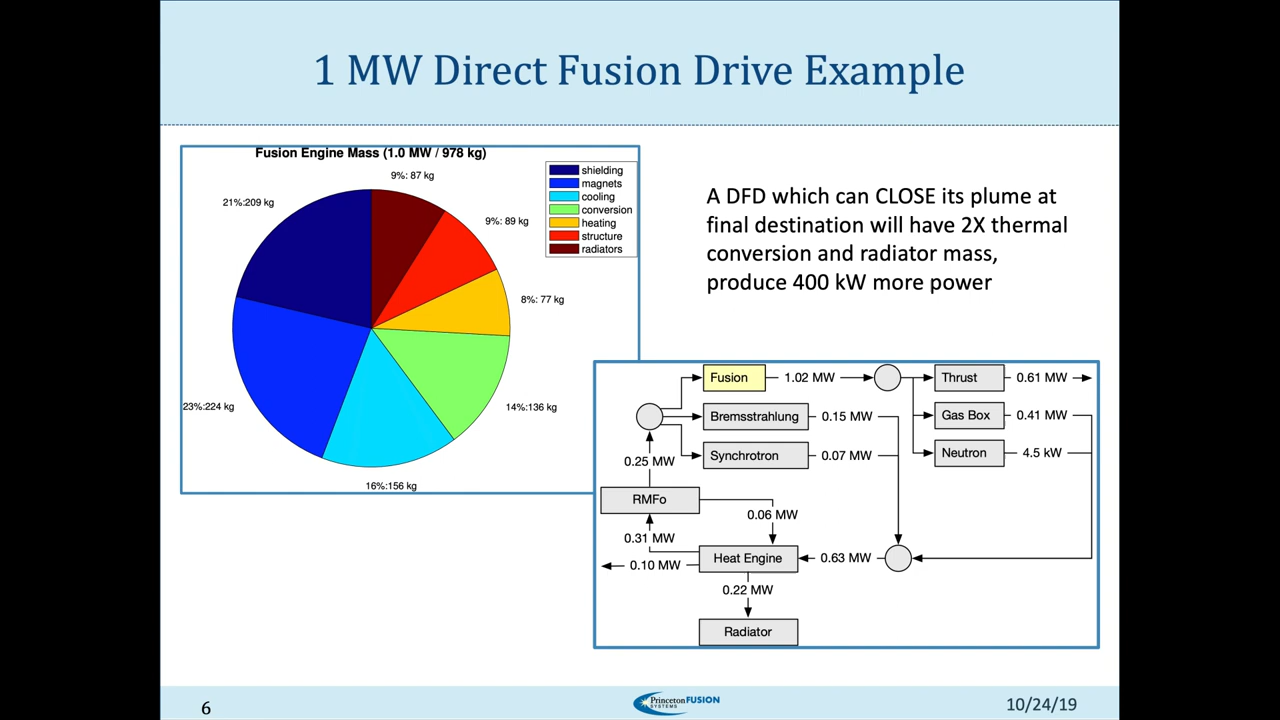 1 MW Direct Fusion Drive Example
Fusion Engine Mass (1.0 MW / 978 kg)
9%: 87 kg
9%: 89 kg
8%: 77 kg
14%:136 kg
16%:156 kg
23%:224 kg
21%:209 kg
shielding
magnets
cooling
conversion
heating
structure
radiators
A DFD which can CLOSE its plume at
final destination will have 2X thermal
conversion and radiator mass,
produce 400 kW more power
Fusion
1.02 MW
Thrust
0.61 MW
Bremsstrahlung
0.15 MW
Gas Box
0.41 MW
Synchrotron
0.07 MW
Neutron
4.5 kW
0.25 MW
RMFo
0.06 MW
0.31 MW
Heat Engine
0.63 MW
0.10 MW
0.22 MW
Radiator
6
Princeton FUSION
SYSTEMS
10/24/19